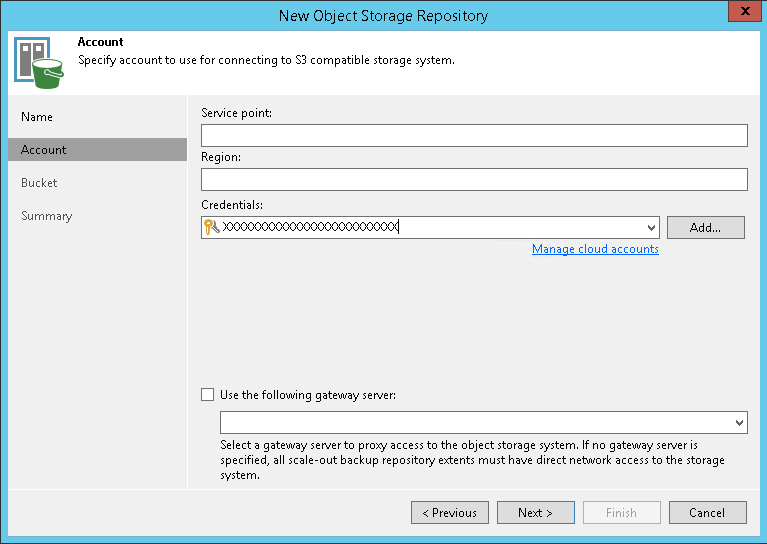 New Object Storage Repository
x
Account
Specify account to use for connecting to S3 compatible storage system.
Name
Account
Bucket
Summary
Service point:
Region:
Credentials:
XXXXXXXXXXXXXXXXXXXXXXXXX
Add...
Manage cloud accounts
Use the following gateway server:
Select a gateway server to proxy access to the object storage system. If no gateway server is
specified, all scale-out backup repository extents must have direct network access to the storage
system.
< Previous
Next >
Finish
Cancel